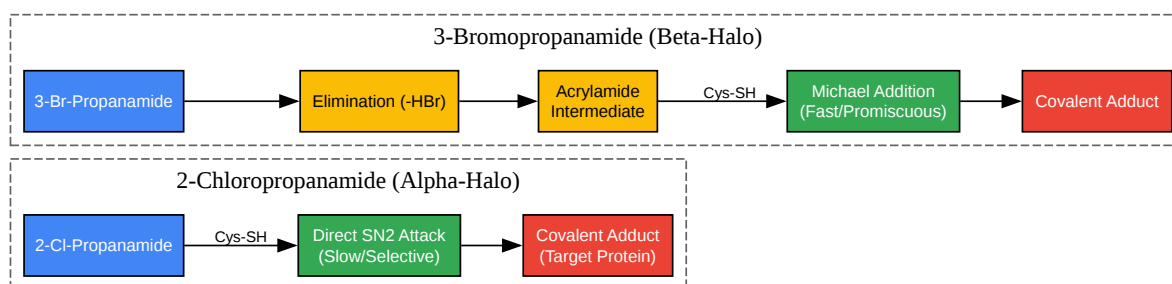 3-Bromopropanamide (Beta-Halo)
3-Br-Propanamide
Elimination (-HBr)
Acrylamide
Intermediate
Cys-SH
Michael Addition
(Fast/Promiscuous)
Covalent Adduct
2-Chloropropanamide (Alpha-Halo)
2-Cl-Propanamide
Cys-SH
Direct SN2 Attack
(Slow/Selective)
Covalent Adduct
(Target Protein)